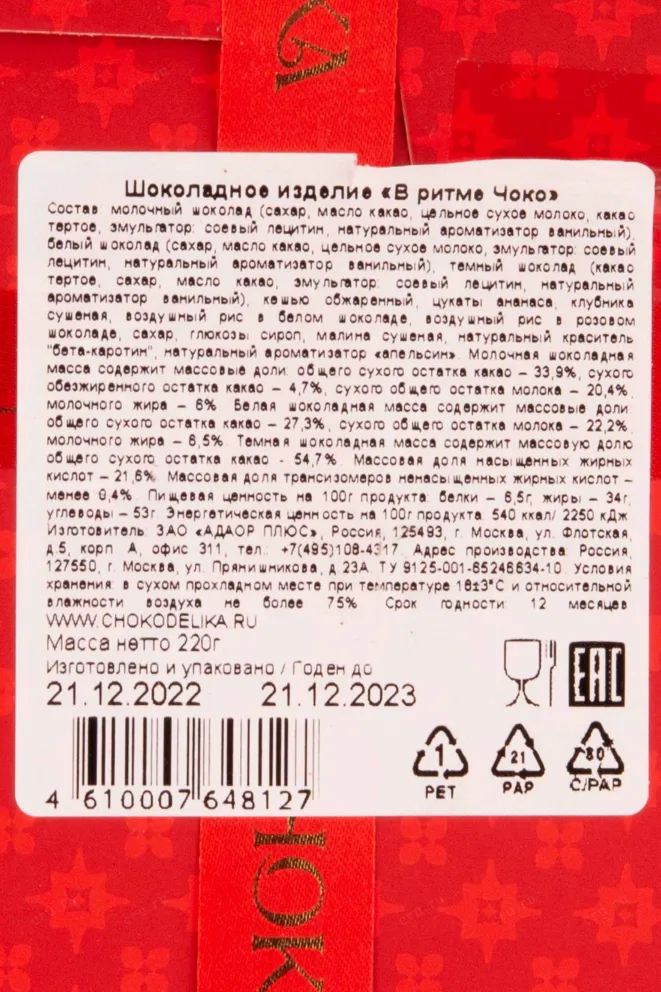 КА
Шоколадное изделие «В ритме Чоко»
Состав молочный шоколад (сахар, масло какао, цельное сухое молоко, какао
тертое, эмульгатор: соевый лецитин, натуральный ароматизатор ванильный),
белый шоколад (сахар, масло какао, цельное сухое молоко, эмульгатор: соевый
лецитин, натуральный ароматизатор ванильный), темный шоколад (какао
тертое, сахар, масло какао, эмульгатор: соевый лецитин, натуральный
ароматизатор ванильный), кешью обжаренный, цукаты ананаса, клубника
сушеная, воздушный рис в белом шоколаде, воздушный рис в розовом
шоколаде, сахар, глюкозы сироп, малина сушеная, натуральный краситель
"бета-каротин", натуральный ароматизатор «апельсин». Молочная шоколадная
масса содержит массовые доли: общего сухого остатка какао – 33,9%, сухого
обезжиренного остатка какао – 4,7%, сухого общего остатка молока – 20,4%,
молочного жира – 6%. Белая шоколадная масса содержит массовые доли:
общего сухого остатка какао – 27,3%, сухого общего остатка молока – 22,2%,
молочного жира – 6,5%. Темная шоколадная масса содержит массовую долю
общего сухого остатка какао - 54,7%. Массовая доля насыщенных жирных
кислот – 21,6%. Массовая доля трансизомеров ненасыщенных жирных кислот –
менее 0,4%. Пищевая ценность на 100г продукта: белки – 6,5г, жиры – 34г,
углеводы – 53г. Энергетическая ценность на 100г продукта: 540 ккал/ 2250 кДж
Изготовитель: ЗАО «АДАОР ПЛЮС», Россия, 125493, г. Москва, ул. Флотская,
д.5, корп. А, офис 311, тел.: +7(495)108-4317. Адрес производства: Россия,
127550, г. Москва, ул. Прянишникова, д.23А. ТУ 9125-001-65246634-10. Условия
хранения: в сухом прохладном месте при температуре 18±3°С и относительной
влажности воздуха не более 75%. Срок годности: 12 месяцев.
WWW.CHOKODELIKA.RU
Масса нетто 220г
Изготовлено и упаковано / Годен до
21.12.2022 21.12.2023
EAC
4 610007 648127
1 21 80
PET PAP C/PAP
CHOK